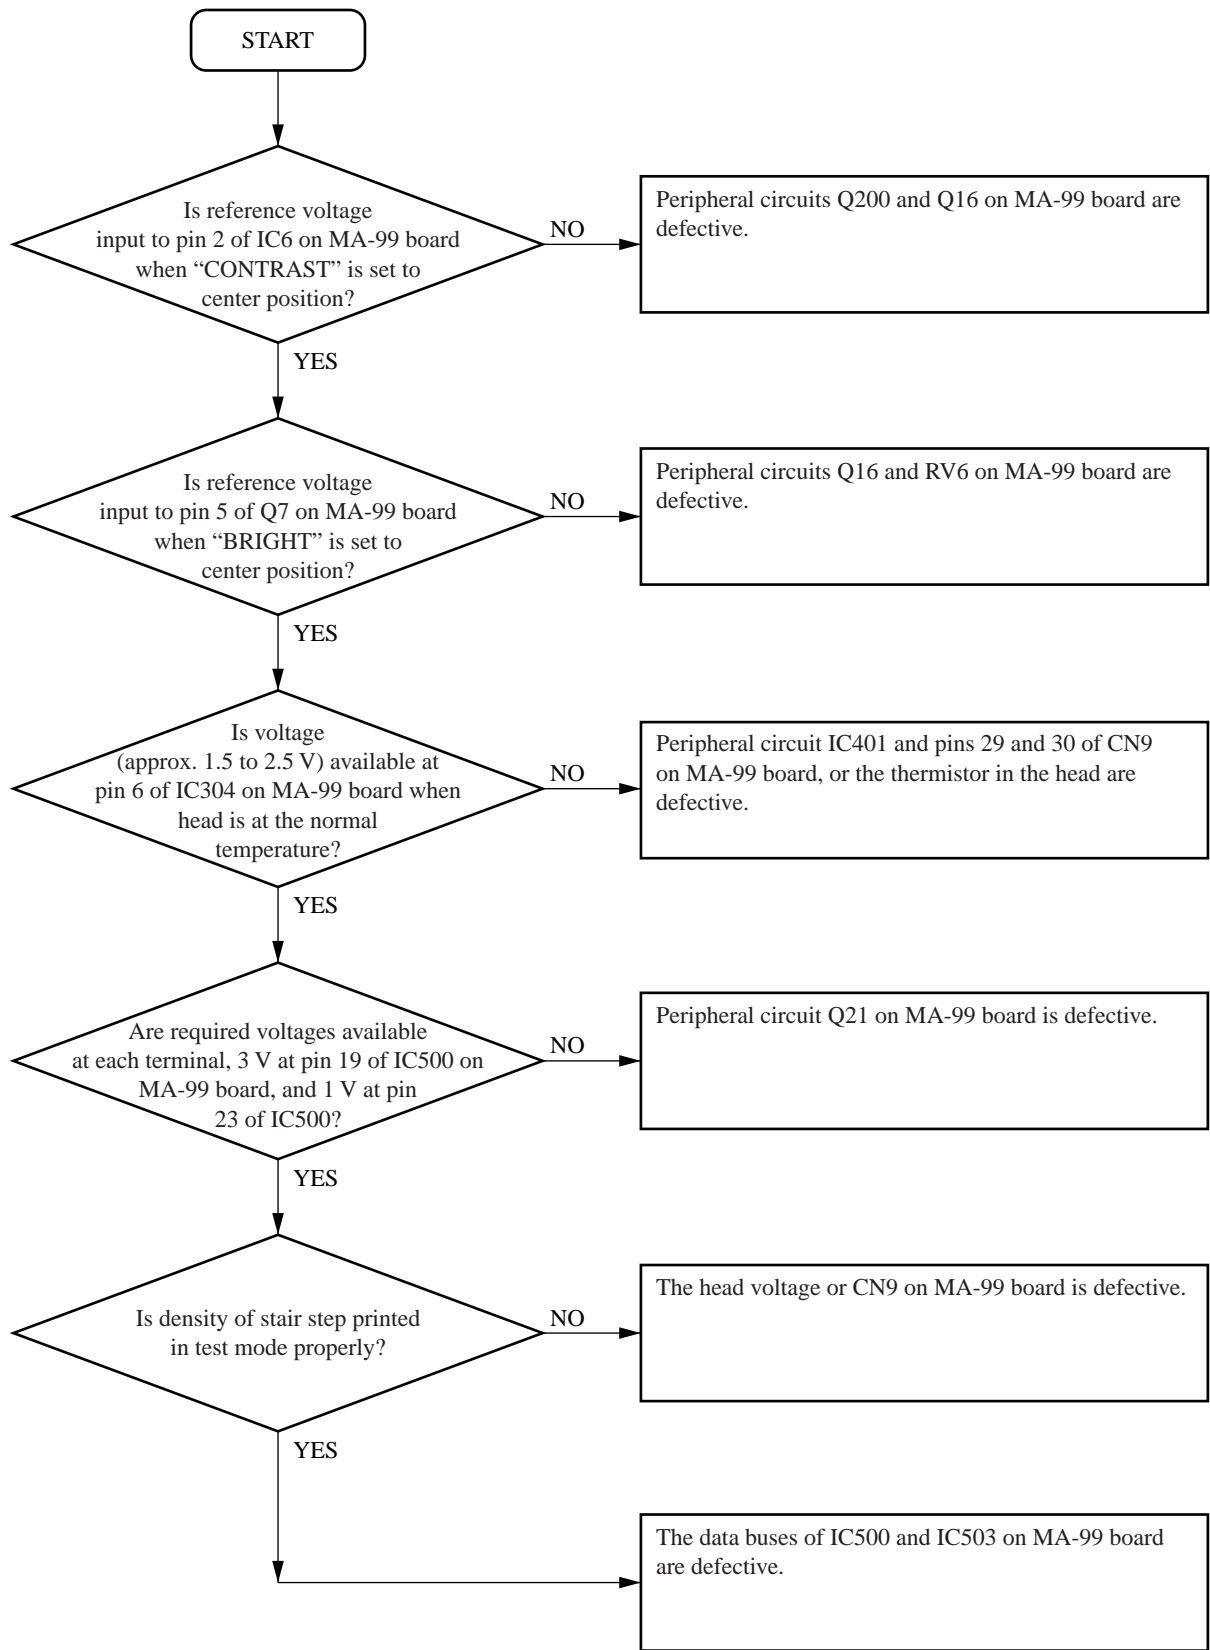 START
Is reference voltage
input to pin 2 of IC6 on MA-99 board
when “CONTRAST” is set to
center position?
NO
Peripheral circuits Q200 and Q16 on MA-99 board are
defective.
YES
Is reference voltage
input to pin 5 of Q7 on MA-99 board
when “BRIGHT” is set to
center position?
NO
Peripheral circuits Q16 and RV6 on MA-99 board are
defective.
YES
Is voltage
(approx. 1.5 to 2.5 V) available at
pin 6 of IC304 on MA-99 board when
head is at the normal
temperature?
NO
Peripheral circuit IC401 and pins 29 and 30 of CN9
on MA-99 board, or the thermistor in the head are
defective.
YES
Are required voltages available
at each terminal, 3 V at pin 19 of IC500 on
MA-99 board, and 1 V at pin
23 of IC500?
NO
Peripheral circuit Q21 on MA-99 board is defective.
YES
Is density of stair step printed
in test mode properly?
NO
The head voltage or CN9 on MA-99 board is defective.
YES
The data buses of IC500 and IC503 on MA-99 board
are defective.